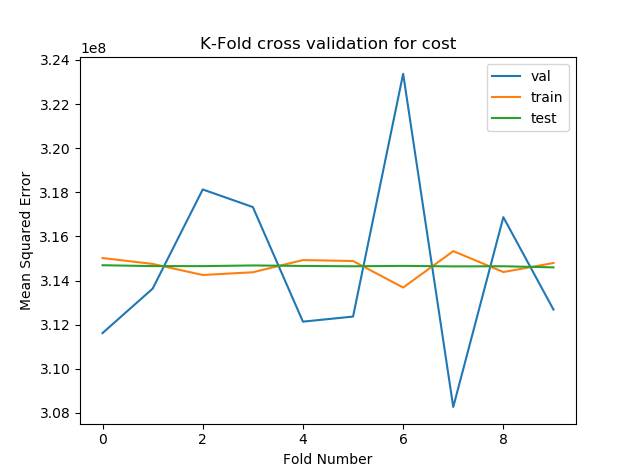 K-Fold cross validation for cost
1e8
3.24
3.22
3.20
3.18
3.16
3.14
3.12
3.10
3.08
Mean Squared Error
val
train
test
0 2 4 6 8
Fold Number